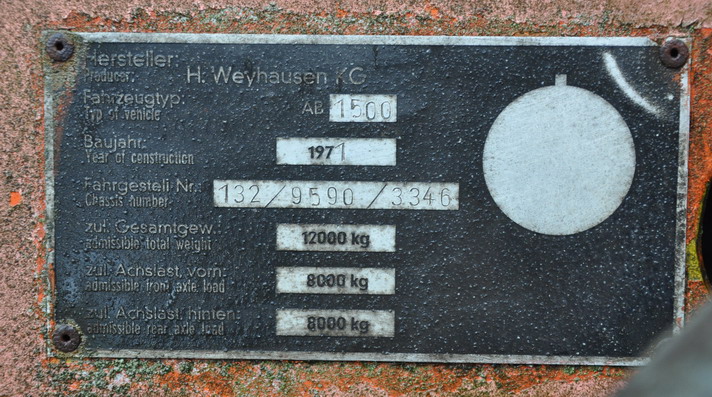 Hersteller:
Producer: H. Weyhausen KG
Fahrzeugtyp:
Typ of vehicle AB 1500
Baujahr:
Year of construction 1971
Fahrgestell Nr.:
Chassis number: 132/9590/3346
zul. Gesamtgew.:
admissible total weight 12000 kg
zul. Achslast vorn:
admissible front axle load 8000 kg
zul. Achslast hinten:
admissible rear axle load 8000 kg